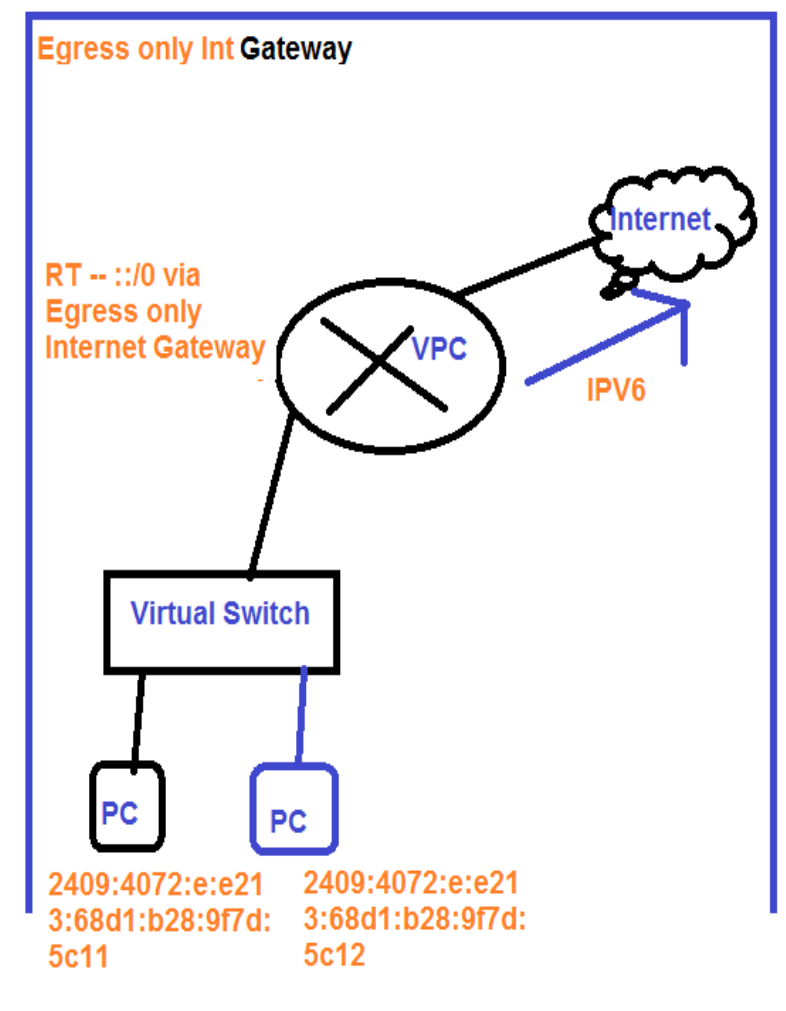 Egress only Int Gateway
Internet
RT -- ::/0 via
Egress only
Internet Gateway
VPC
IPV6
Virtual Switch
PC
PC
2409:4072:e:e21
3:68d1:b28:9f7d:
5c11
2409:4072:e:e21
3:68d1:b28:9f7d:
5c12